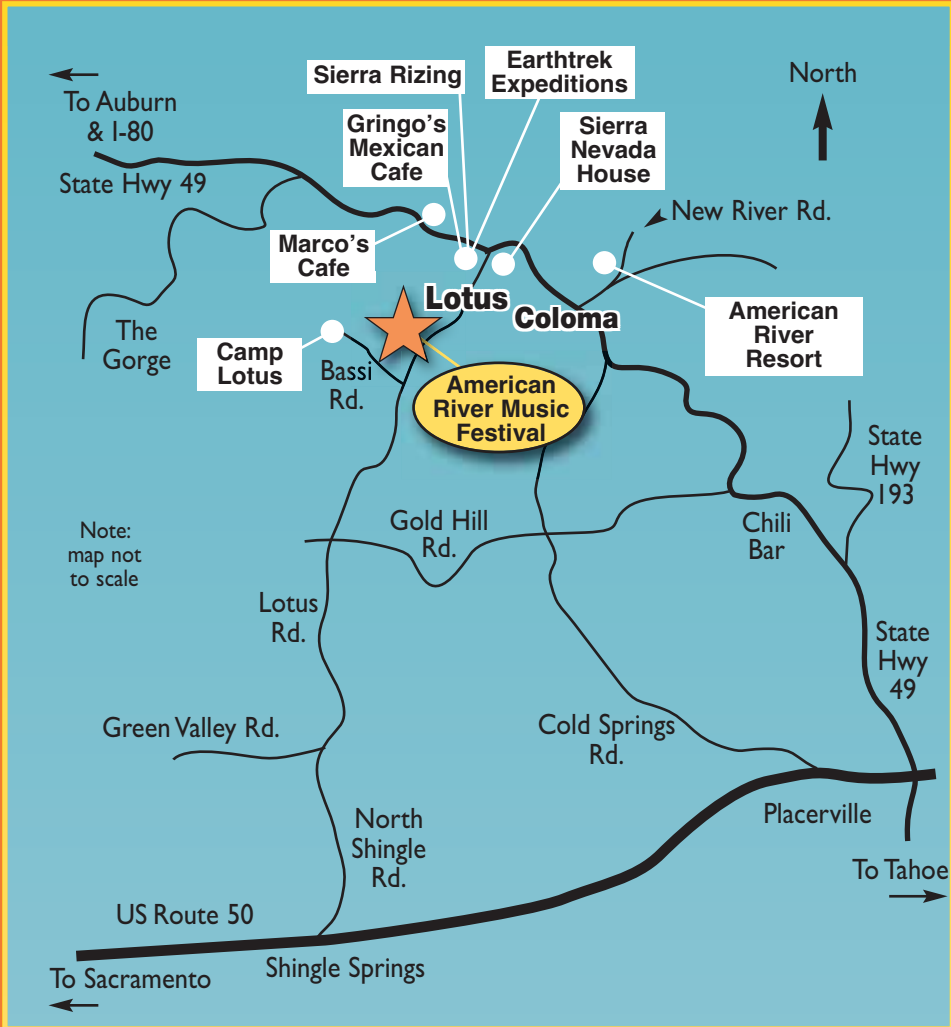 Earthtrek
Expeditions
Sierra Rizing
North
To Auburn
& I-80
Gringo's
Mexican
Cafe
Sierra
Nevada
House
State Hwy 49
New River Rd.
Marco's
Cafe
Lotus
Coloma
American
River
Resort
The
Gorge
Camp
Lotus
Bassi
Rd.
American
River Music
Festival
State
Hwy
193
Note:
map not
to scale
Gold Hill
Rd.
Chili
Bar
Lotus
Rd.
State
Hwy
49
Green Valley Rd.
Cold Springs
Rd.
North
Shingle
Rd.
Placerville
To Tahoe
US Route 50
Shingle Springs
To Sacramento